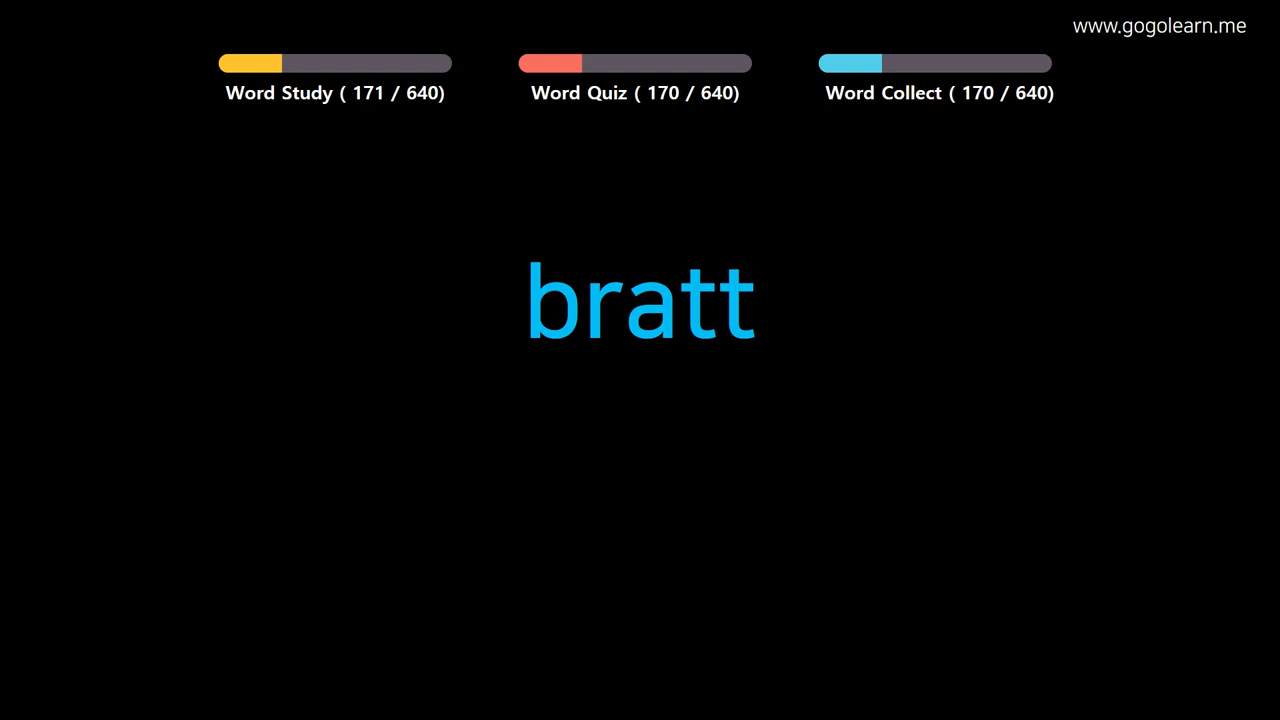 www.gogolearn.me
Word Study ( 171 / 640)
Word Quiz ( 170 / 640)
Word Collect ( 170 / 640)
bratt